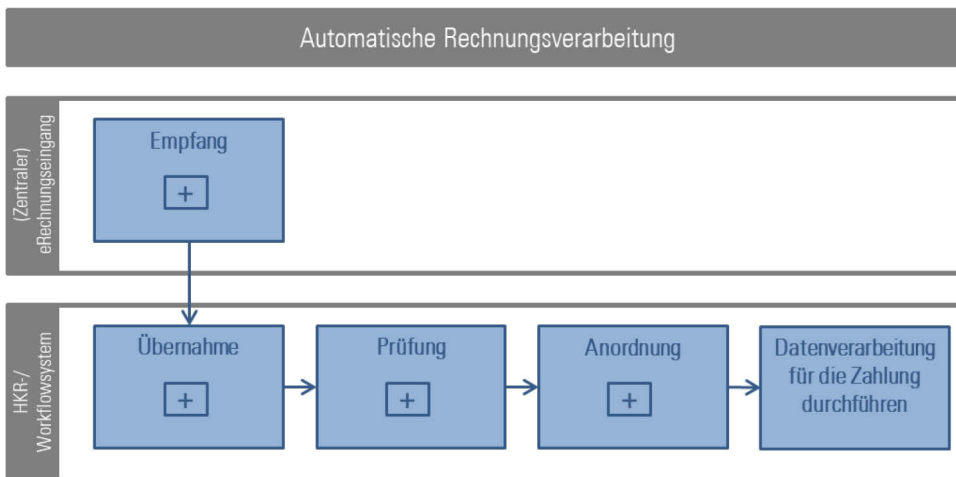 Automatische Rechnungsverarbeitung
(Zentraler)
eRechnungseingang
Empfang
+
HKR-/
Workflowsystem
Übernahme
+
Prüfung
+
Anordnung
+
Datenverarbeitung
für die Zahlung
durchführen